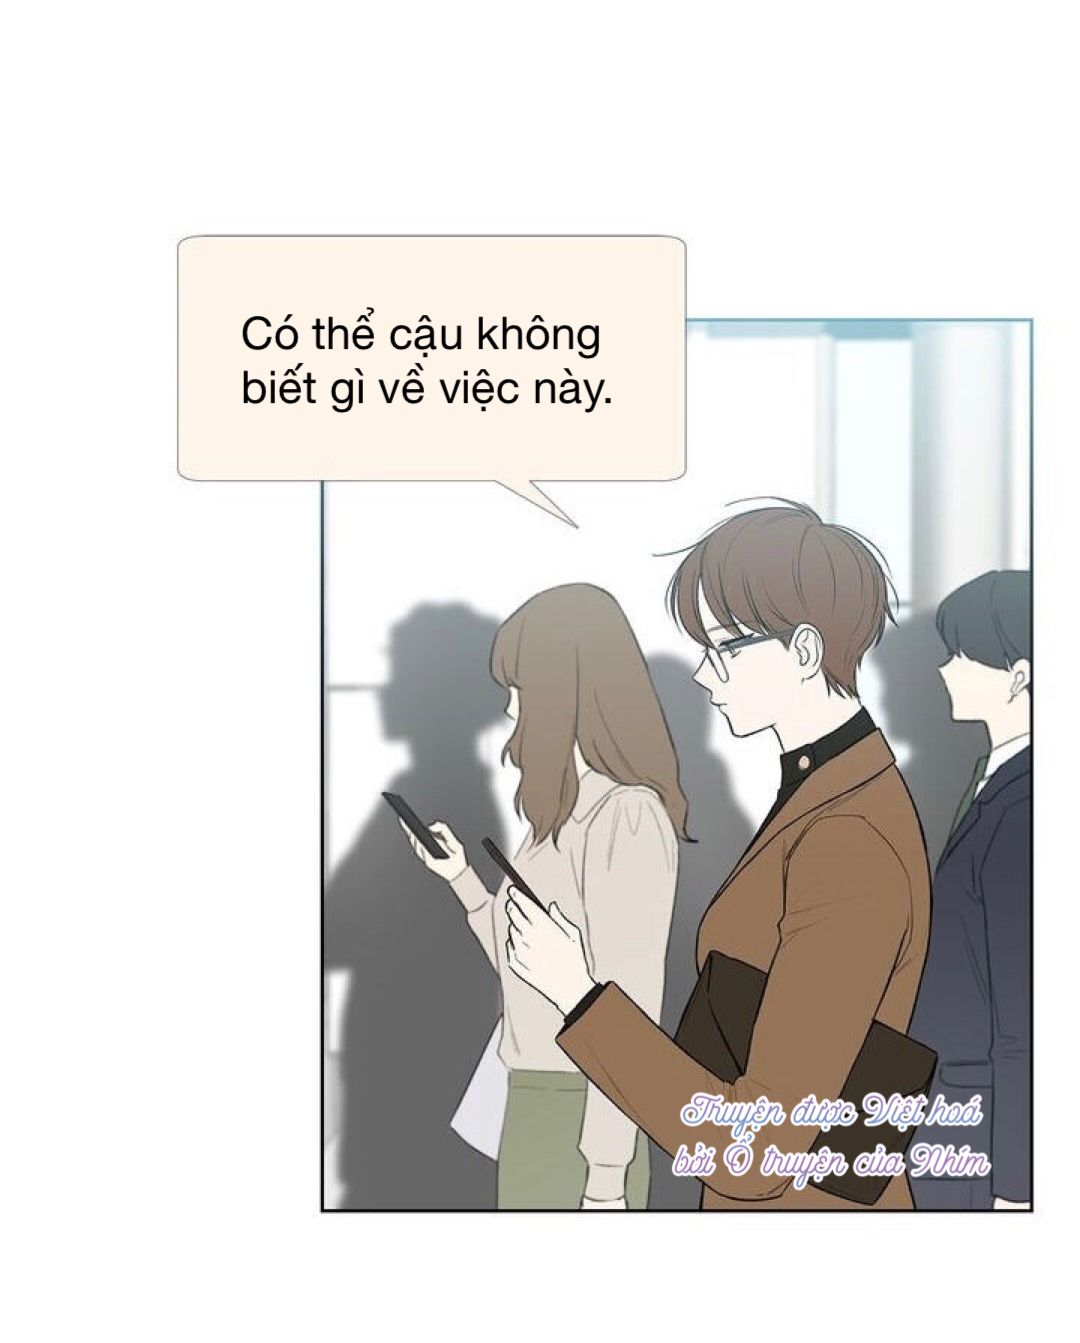 Có thể cậu không
biết gì về việc này.
Truyện được Việt hoá
bởi Ổ truyện của Nhím